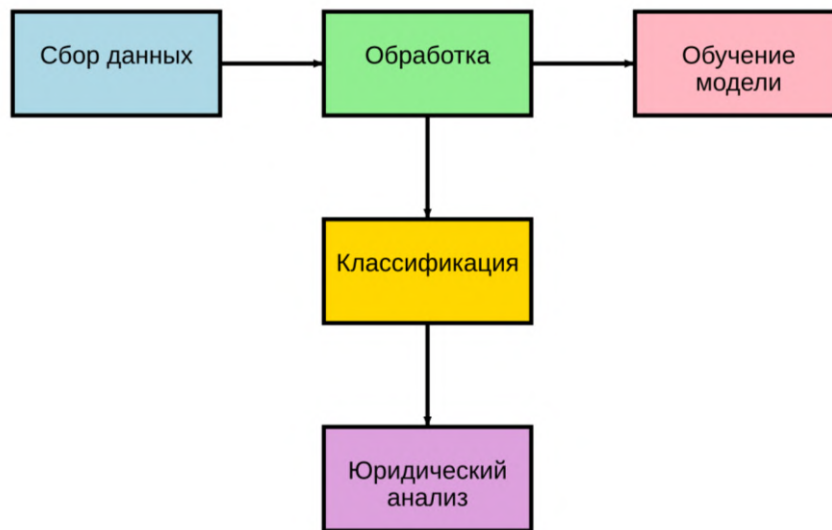 Сбор данных
Обработка
Обучение
модели
Классификация
Юридический
анализ